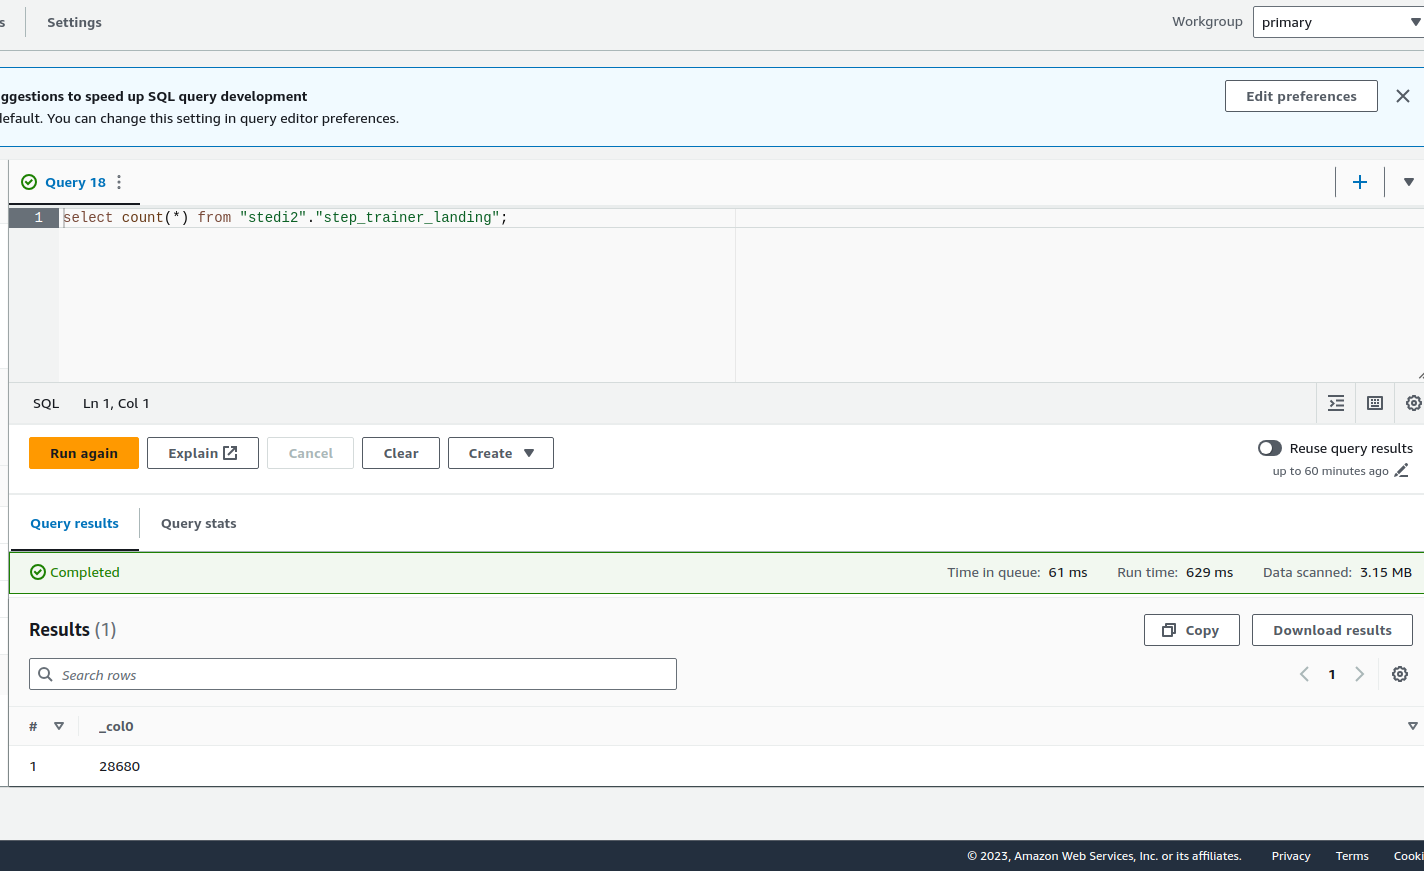 s Settings Workgroup primary
ggestions to speed up SQL query development
default. You can change this setting in query editor preferences.
Edit preferences
Query 18
1 select count(*) from "stedi2"."step_trainer_landing";
SQL Ln 1, Col 1
Run again Explain Cancel Clear Create
Reuse query results
up to 60 minutes ago
Query results Query stats
Completed Time in queue: 61 ms Run time: 629 ms Data scanned: 3.15 MB
Results (1) Copy Download results
Search rows 1
# _col0
1 28680
© 2023, Amazon Web Services, Inc. or its affiliates. Privacy Terms Cooki